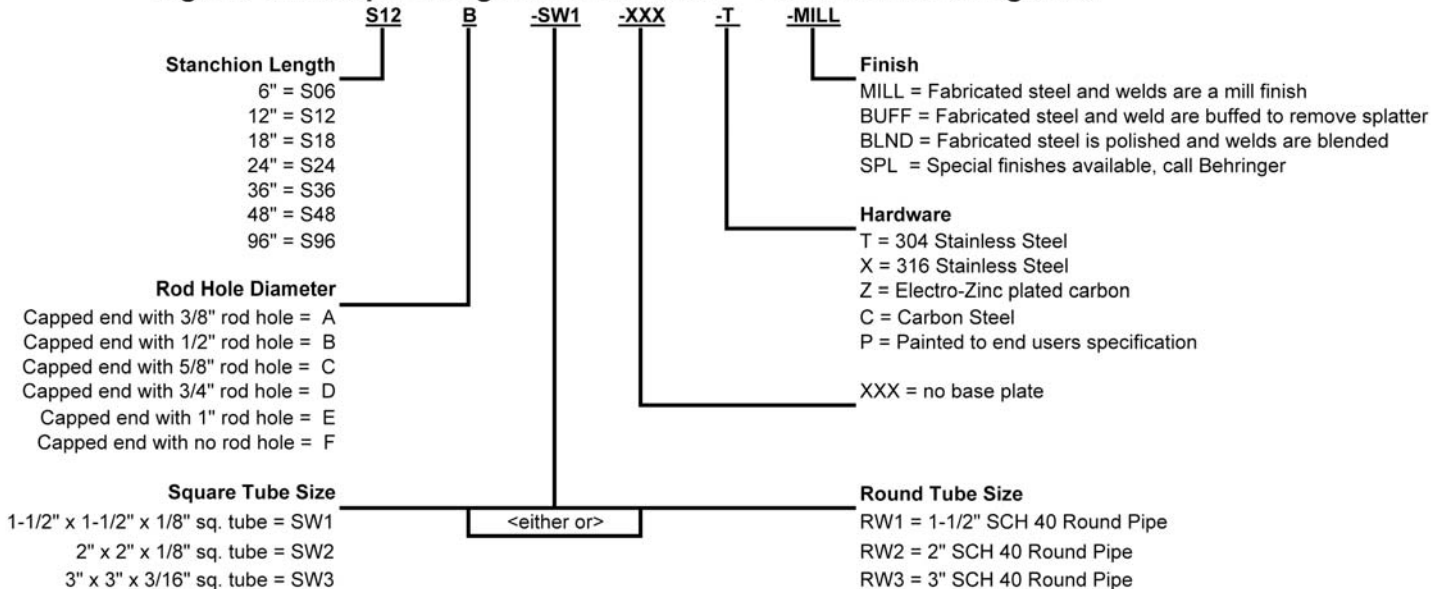 S12 B -SW1 -XXX -T -MILL
Stanchion Length
6" = S06
12" = S12
18" = S18
24" = S24
36" = S36
48" = S48
96" = S96
Rod Hole Diameter
Capped end with 3/8" rod hole = A
Capped end with 1/2" rod hole = B
Capped end with 5/8" rod hole = C
Capped end with 3/4" rod hole = D
Capped end with 1" rod hole = E
Capped end with no rod hole = F
Square Tube Size
1-1/2" x 1-1/2" x 1/8" sq. tube = SW1
2" x 2" x 1/8" sq. tube = SW2
3" x 3" x 3/16" sq. tube = SW3
<either or>
Finish
MILL = Fabricated steel and welds are a mill finish
BUFF = Fabricated steel and weld are buffed to remove splatter
BLND = Fabricated steel is polished and welds are blended
SPL = Special finishes available, call Behringer
Hardware
T = 304 Stainless Steel
X = 316 Stainless Steel
Z = Electro-Zinc plated carbon
C = Carbon Steel
P = Painted to end users specification
XXX = no base plate
Round Tube Size
RW1 = 1-1/2" SCH 40 Round Pipe
RW2 = 2" SCH 40 Round Pipe
RW3 = 3" SCH 40 Round Pipe